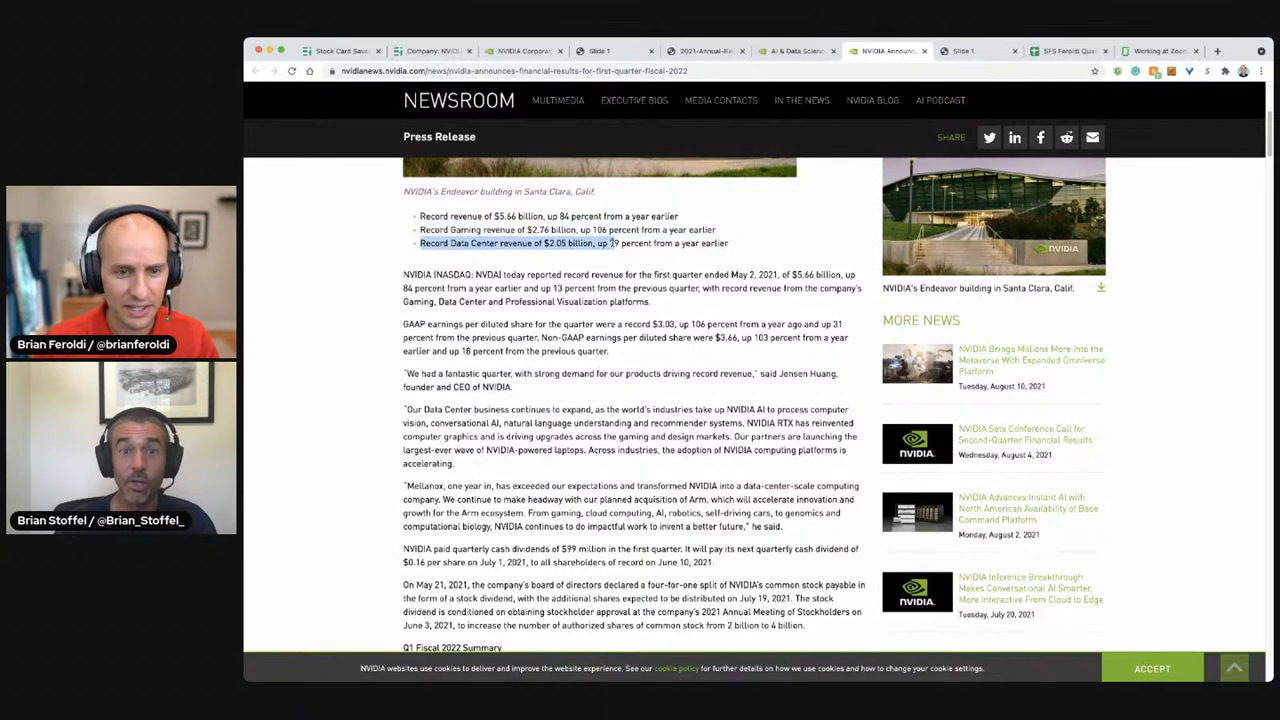 Stock Card Save
Company: NVIDI
NVIDIA Corporat
Slide 1
2021-Annual-Re
AI & Data Scienc
NVIDIA Announc
Slide 1
SFS Feroldi Qual
Working at Zoom
nvidianews.nvidia.com/news/nvidia-announces-financial-results-for-first-quarter-fiscal-2022
NEWSROOM MULTIMEDIA EXECUTIVE BIOS MEDIA CONTACTS IN THE NEWS NVIDIA BLOG AI PODCAST
Press Release
SHARE
NVIDIA's Endeavor building in Santa Clara, Calif.
Record revenue of $5.66 billion, up 84 percent from a year earlier
Record Gaming revenue of $2.76 billion, up 106 percent from a year earlier
Record Data Center revenue of $2.05 billion, up 79 percent from a year earlier
NVIDIA (NASDAQ: NVDA) today reported record revenue for the first quarter ended May 2, 2021, of $5.66 billion, up
84 percent from a year earlier and up 13 percent from the previous quarter, with record revenue from the company's
Gaming, Data Center and Professional Visualization platforms.
GAAP earnings per diluted share for the quarter were a record $3.03, up 106 percent from a year ago and up 31
percent from the previous quarter. Non-GAAP earnings per diluted share were $3.66, up 103 percent from a year
earlier and up 18 percent from the previous quarter.
"We had a fantastic quarter, with strong demand for our products driving record revenue," said Jensen Huang,
founder and CEO of NVIDIA.
"Our Data Center business continues to expand, as the world's industries take up NVIDIA AI to process computer
vision, conversational AI, natural language understanding and recommender systems. NVIDIA RTX has reinvented
computer graphics and is driving upgrades across the gaming and design markets. Our partners are launching the
largest-ever wave of NVIDIA-powered laptops. Across industries, the adoption of NVIDIA computing platforms is
accelerating.
"Mellanox, one year in, has exceeded our expectations and transformed NVIDIA into a data-center-scale computing
company. We continue to make headway with our planned acquisition of Arm, which will accelerate innovation and
growth for the Arm ecosystem. From gaming, cloud computing, AI, robotics, self-driving cars, to genomics and
computational biology, NVIDIA continues to do impactful work to invent a better future," he said.
NVIDIA paid quarterly cash dividends of $99 million in the first quarter. It will pay its next quarterly cash dividend of
$0.16 per share on July 1, 2021, to all shareholders of record on June 10, 2021.
On May 21, 2021, the company's board of directors declared a four-for-one split of NVIDIA's common stock payable in
the form of a stock dividend, with the additional shares expected to be distributed on July 19, 2021. The stock
dividend is conditioned on obtaining stockholder approval at the company's 2021 Annual Meeting of Stockholders on
June 3, 2021, to increase the number of authorized shares of common stock from 2 billion to 4 billion.
Q1 Fiscal 2022 Summary
NVIDIA
NVIDIA's Endeavor building in Santa Clara, Calif.
MORE NEWS
NVIDIA Brings Millions More Into the
Metaverse With Expanded Omniverse
Platform
Tuesday, August 10, 2021
NVIDIA
NVIDIA Sets Conference Call for
Second-Quarter Financial Results
Wednesday, August 4, 2021
NVIDIA Advances Instant AI with
North American Availability of Base
Command Platform
Monday, August 2, 2021
NVIDIA
NVIDIA Inference Breakthrough
Makes Conversational AI Smarter,
More Interactive From Cloud to Edge
Tuesday, July 20, 2021
NVIDIA websites use cookies to deliver and improve the website experience. See our cookie policy for further details on how we use cookies and how to change your cookie settings.
ACCEPT
Brian Feroldi / @brianferoldi
Brian Stoffel / @Brian_Stoffel_